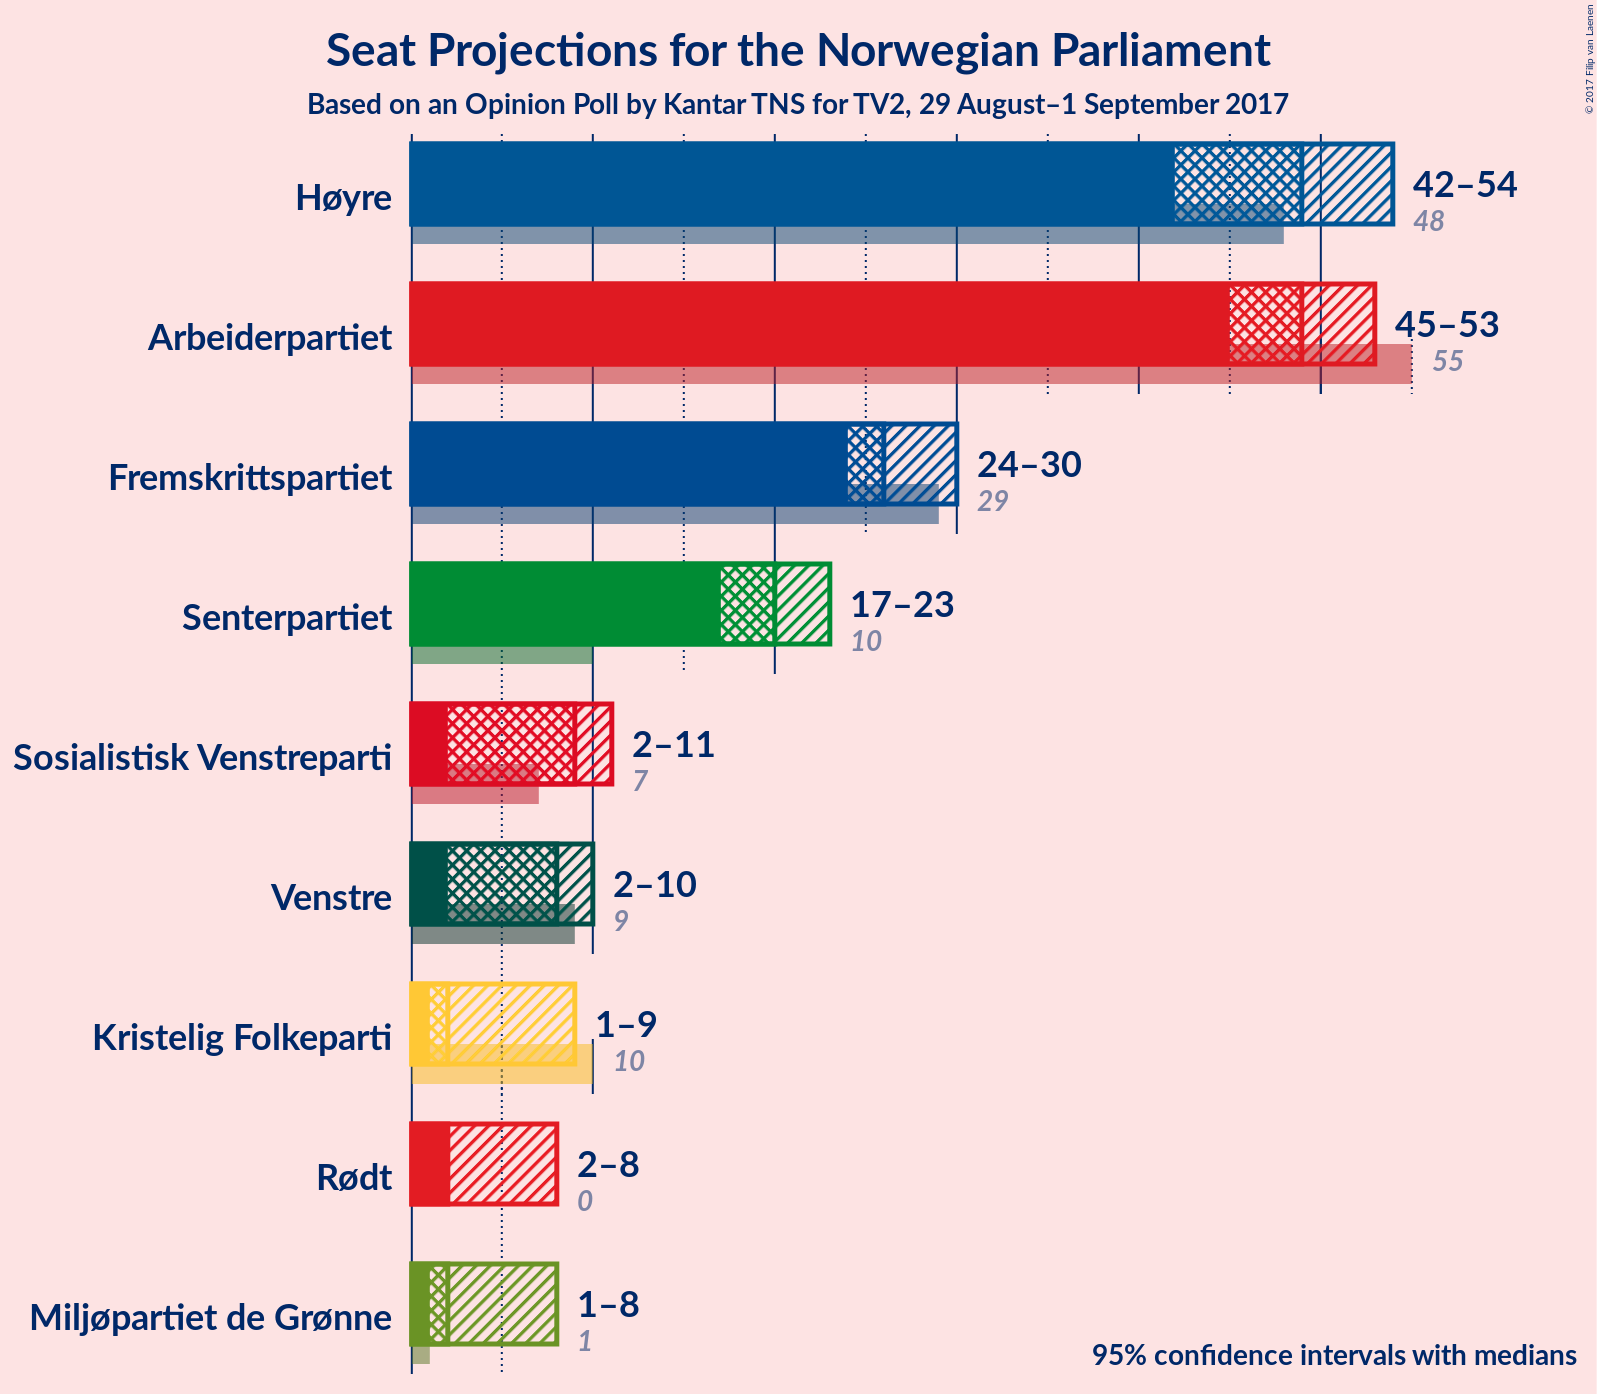 Seat Projections for the Norwegian Parliament
Based on an Opinion Poll by Kantar TNS for TV2, 29 August–1 September 2017
© 2017 Filip van Laenen
Høyre
42–54
48
Arbeiderpartiet
45–53
55
Fremskrittspartiet
24–30
29
Senterpartiet
17–23
10
Sosialistisk Venstreparti
2–11
7
Venstre
2–10
9
Kristelig Folkeparti
1–9
10
Rødt
2–8
0
Miljøpartiet de Grønne
1–8
1
95% confidence intervals with medians